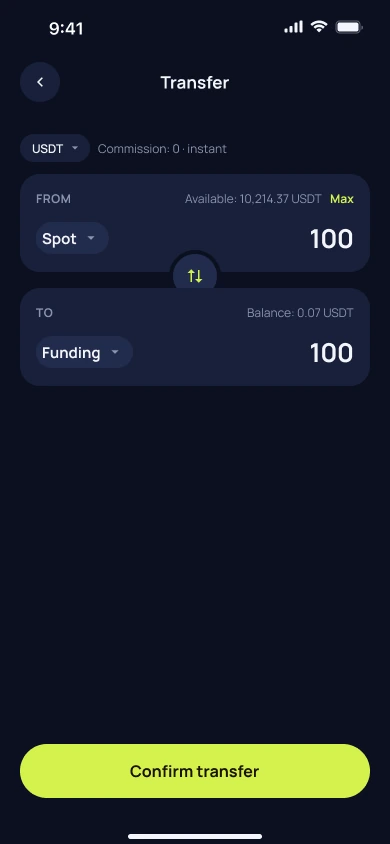 9:41
Transfer
USDT Commission: 0 · instant
FROM Available: 10,214.37 USDT Max
Spot 100
TO Balance: 0.07 USDT
Funding 100
Confirm transfer